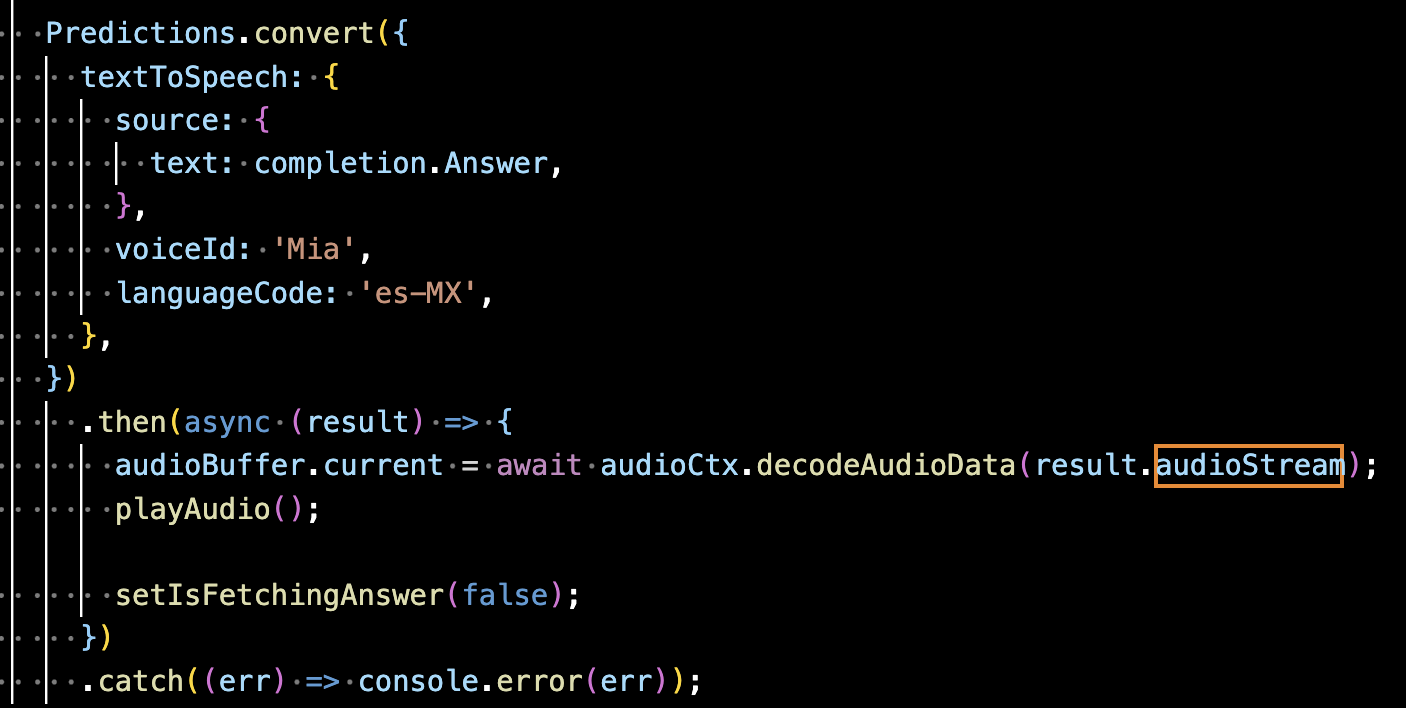 Predictions.convert({
textToSpeech: {
source: {
text: completion.Answer,
},
voiceId: 'Mia',
languageCode: 'es-MX',
},
})
.then(async (result) => {
audioBuffer.current = await audioCtx.decodeAudioData(result.audioStream);
playAudio();
setIsFetchingAnswer(false);
})
.catch((err) => console.error(err));